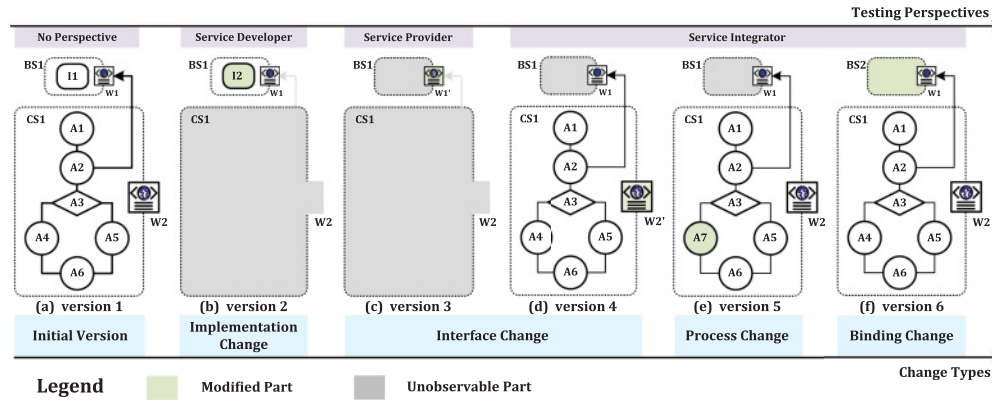 Testing Perspectives
No Perspective
Service Developer
Service Provider
Service Integrator
BS1
I1
W1
CS1
A1
A2
A3
A4
A5
A6
W2
(a) version 1
Initial Version
BS1
I2
W1
CS1
W2
(b) version 2
Implementation
Change
BS1
W1'
CS1
W2
(c) version 3
BS1
W1
CS1
A1
A2
A3
A4
A5
A6
W2'
(d) version 4
Interface Change
BS1
W1
CS1
A1
A2
A3
A7
A5
A6
W2
(e) version 5
Process Change
BS2
W1
CS1
A1
A2
A3
A4
A5
A6
W2
(f) version 6
Binding Change
Change Types
Legend
Modified Part
Unobservable Part